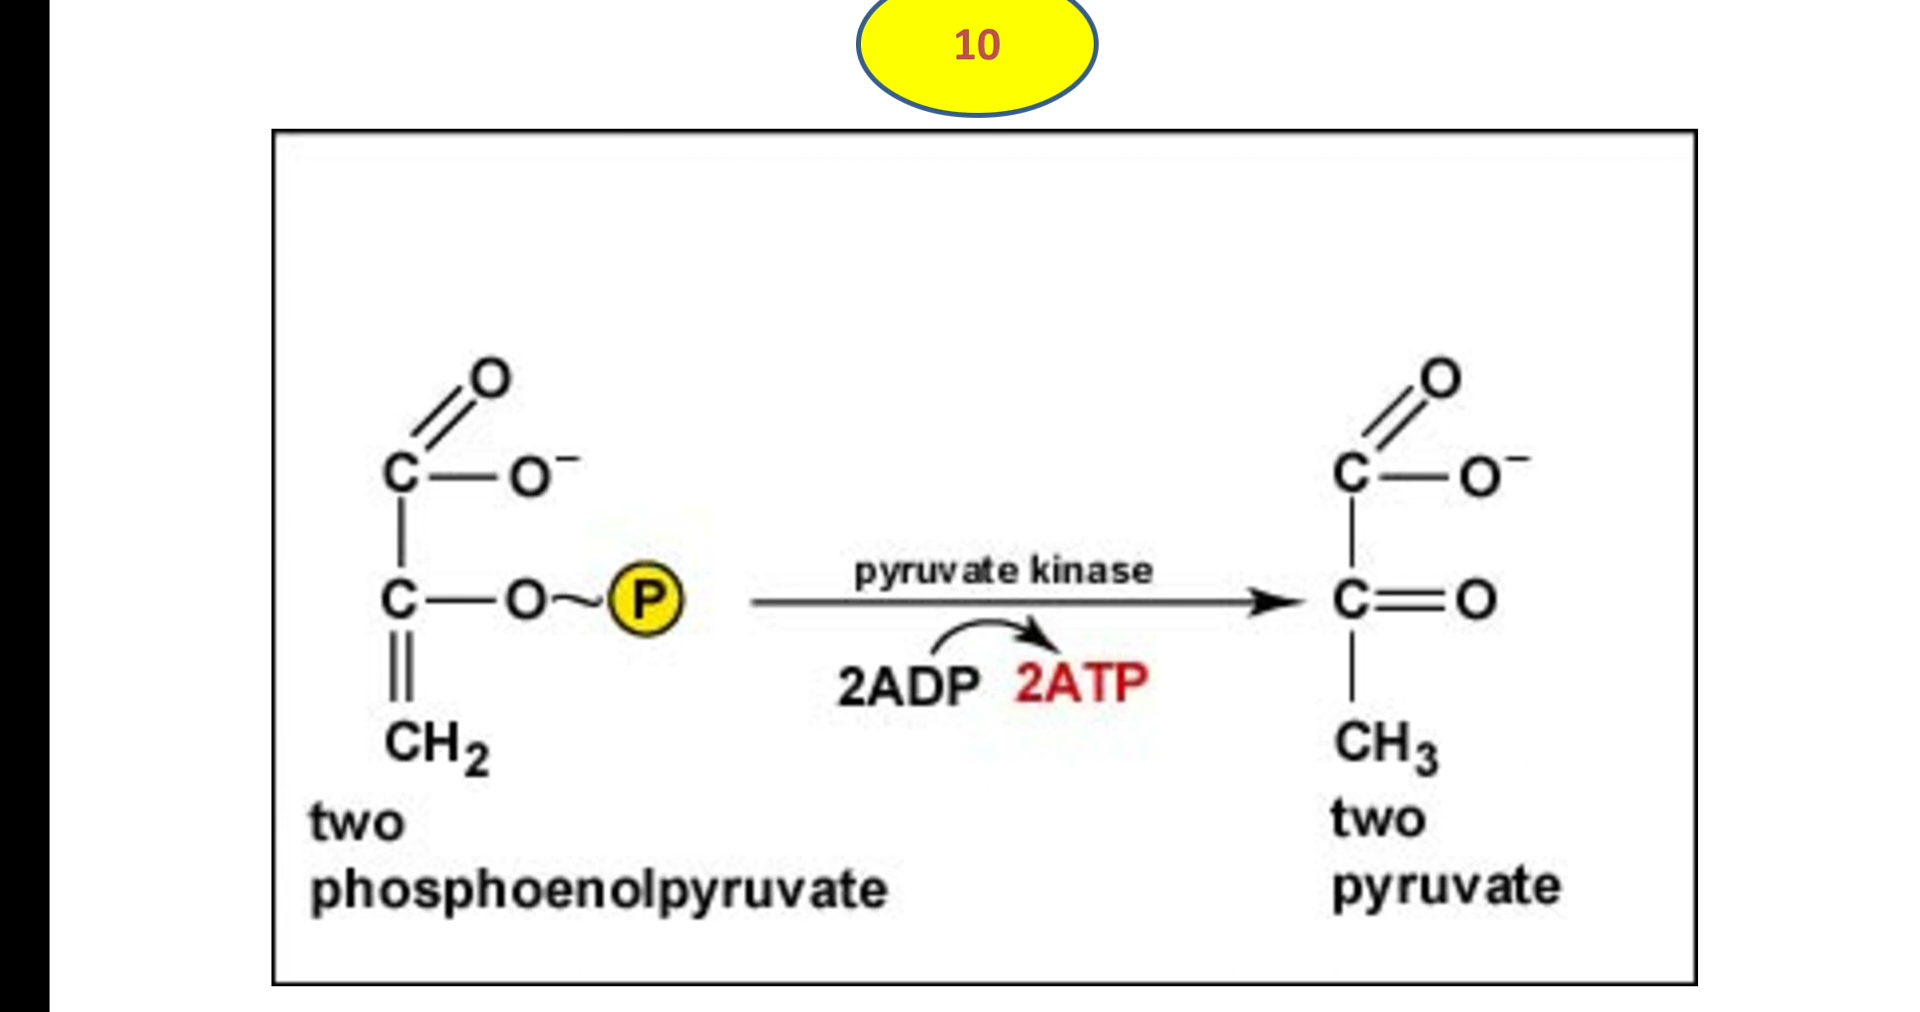 10
O
C—O⁻
C—O~P
CH₂
two
phosphoenolpyruvate
pyruvate kinase
2ADP 2ATP
O
C—O⁻
C=O
CH₃
two
pyruvate